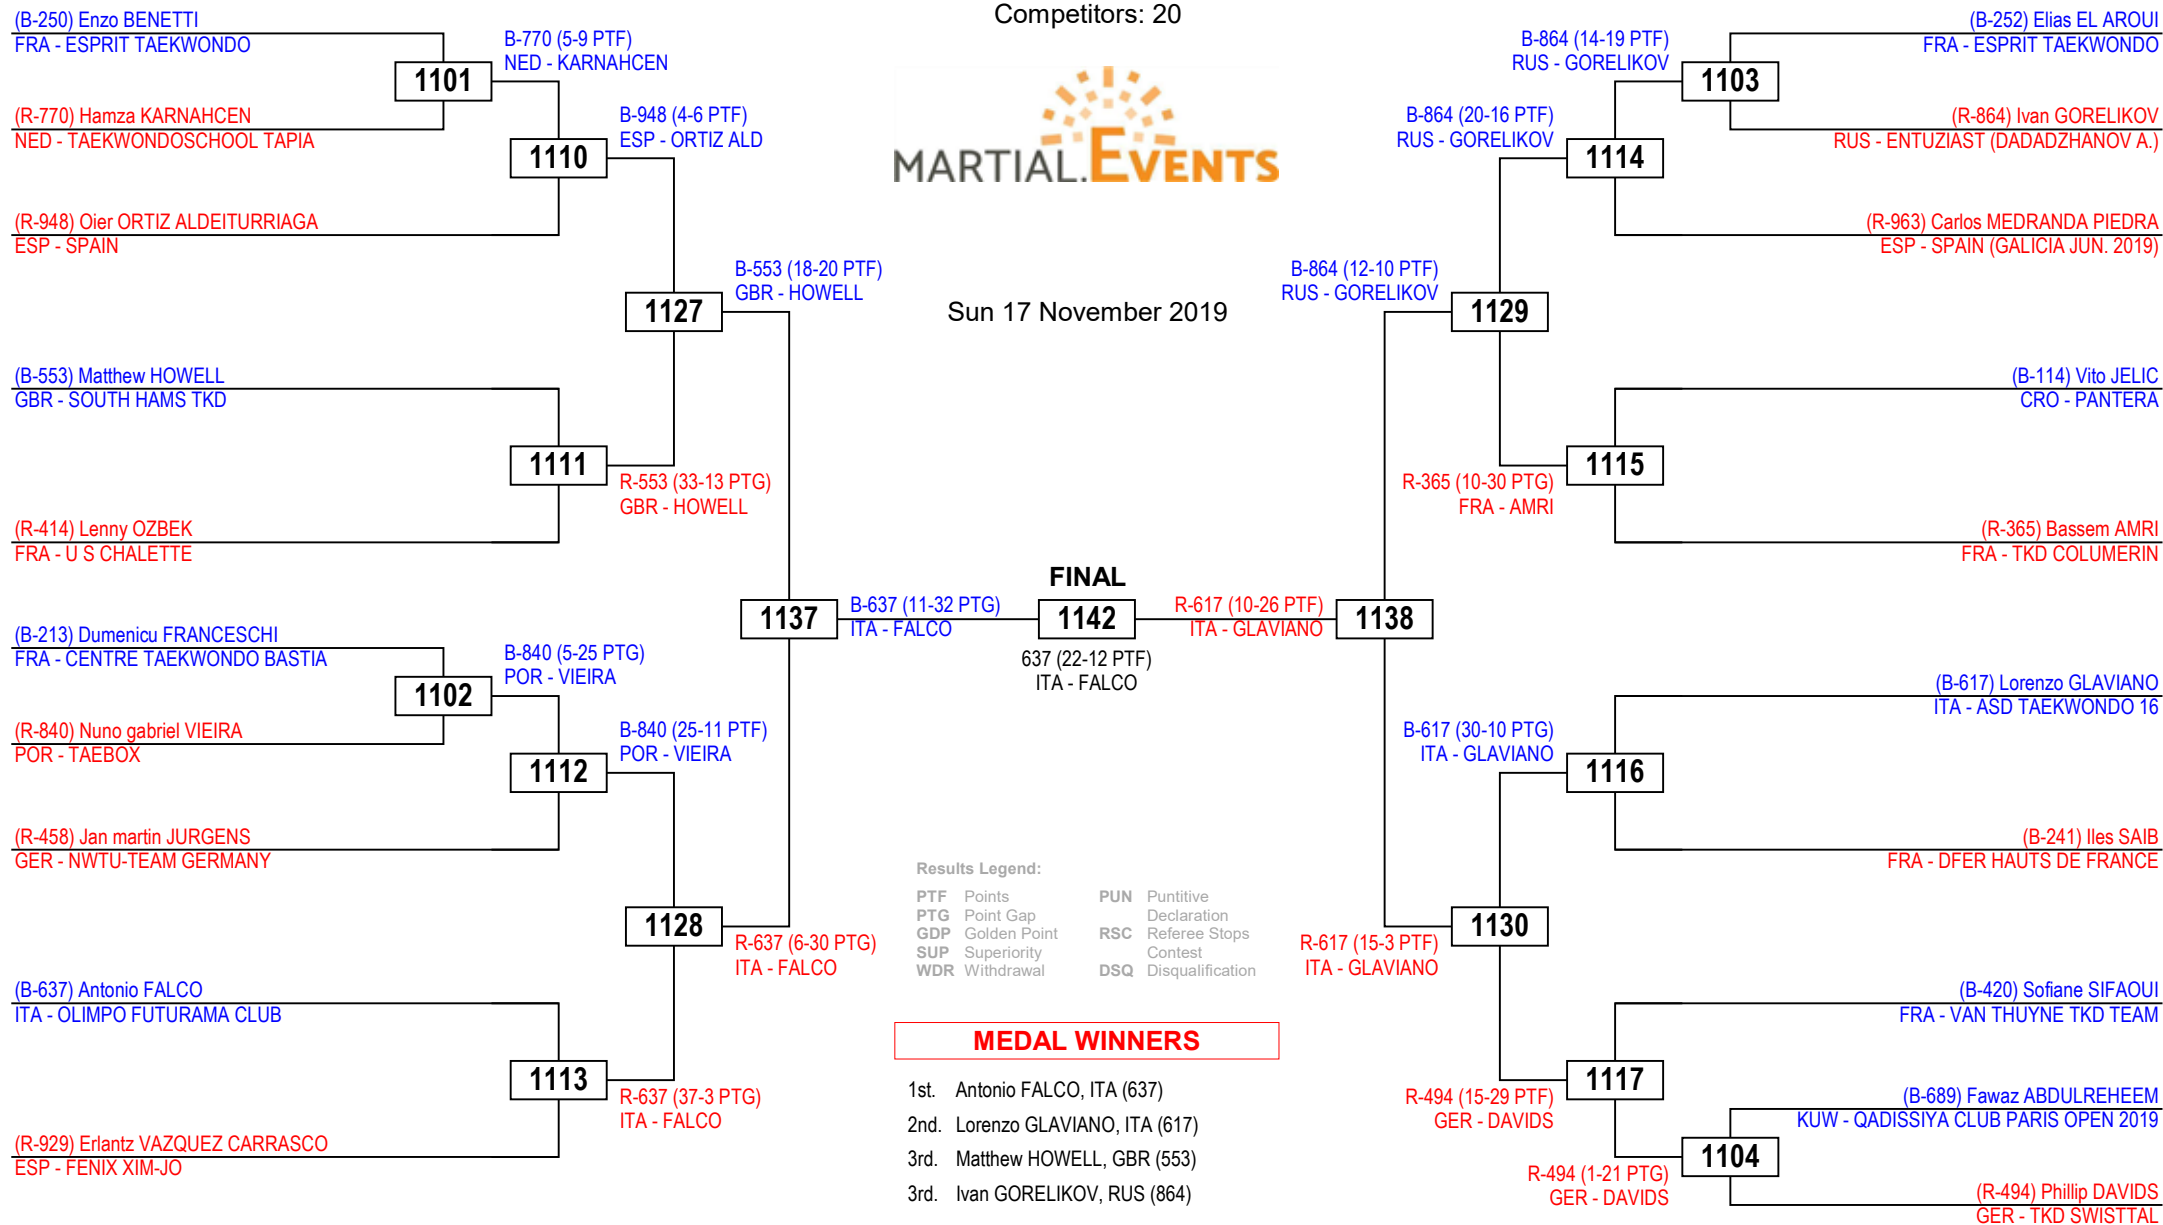 Competitors: 20
MARTIAL.EVENTS
Sun 17 November 2019
(B-250) Enzo BENETTI
FRA - ESPRIT TAEKWONDO
1101
(R-770) Hamza KARNAHCEN
NED - TAEKWONDOSCHOOL TAPIA
B-770 (5-9 PTF)
NED - KARNAHCEN
1110
(R-948) Oier ORTIZ ALDEITURRIAGA
ESP - SPAIN
B-948 (4-6 PTF)
ESP - ORTIZ ALD
1127
B-553 (18-20 PTF)
GBR - HOWELL
(B-553) Matthew HOWELL
GBR - SOUTH HAMS TKD
1111
R-553 (33-13 PTG)
GBR - HOWELL
(R-414) Lenny OZBEK
FRA - U S CHALETTE
1137
B-637 (11-32 PTG)
ITA - FALCO
(B-213) Dumenicu FRANCESCHI
FRA - CENTRE TAEKWONDO BASTIA
1102
B-840 (5-25 PTG)
POR - VIEIRA
(R-840) Nuno gabriel VIEIRA
POR - TAEBOX
1112
B-840 (25-11 PTF)
POR - VIEIRA
(R-458) Jan martin JURGENS
GER - NWTU-TEAM GERMANY
1128
R-637 (6-30 PTG)
ITA - FALCO
(B-637) Antonio FALCO
ITA - OLIMPO FUTURAMA CLUB
1113
R-637 (37-3 PTG)
ITA - FALCO
(R-929) Erlantz VAZQUEZ CARRASCO
ESP - FENIX XIM-JO
FINAL
1142
637 (22-12 PTF)
ITA - FALCO
(B-252) Elias EL AROUI
FRA - ESPRIT TAEKWONDO
B-864 (14-19 PTF)
RUS - GORELIKOV
1103
(R-864) Ivan GORELIKOV
RUS - ENTUZIAST (DADADZHANOV A.)
B-864 (20-16 PTF)
RUS - GORELIKOV
1114
(R-963) Carlos MEDRANDA PIEDRA
ESP - SPAIN (GALICIA JUN. 2019)
B-864 (12-10 PTF)
RUS - GORELIKOV
1129
(B-114) Vito JELIC
CRO - PANTERA
1115
R-365 (10-30 PTG)
FRA - AMRI
(R-365) Bassem AMRI
FRA - TKD COLUMERIN
R-617 (10-26 PTF)
ITA - GLAVIANO
1138
(B-617) Lorenzo GLAVIANO
ITA - ASD TAEKWONDO 16
B-617 (30-10 PTG)
ITA - GLAVIANO
1116
(B-241) Iles SAIB
FRA - DFER HAUTS DE FRANCE
1130
R-617 (15-3 PTF)
ITA - GLAVIANO
(B-420) Sofiane SIFAOUI
FRA - VAN THUYNE TKD TEAM
1117
R-494 (15-29 PTF)
GER - DAVIDS
(B-689) Fawaz ABDULREHEEM
KUW - QADISSIYA CLUB PARIS OPEN 2019
1104
R-494 (1-21 PTG)
GER - DAVIDS
(R-494) Phillip DAVIDS
GER - TKD SWISTTAL
Results Legend:
PTF Points
PTG Point Gap
GDP Golden Point
SUP Superiority
WDR Withdrawal
PUN Puntitive
Declaration
RSC Referee Stops
Contest
DSQ Disqualification
MEDAL WINNERS
1st. Antonio FALCO, ITA (637)
2nd. Lorenzo GLAVIANO, ITA (617)
3rd. Matthew HOWELL, GBR (553)
3rd. Ivan GORELIKOV, RUS (864)